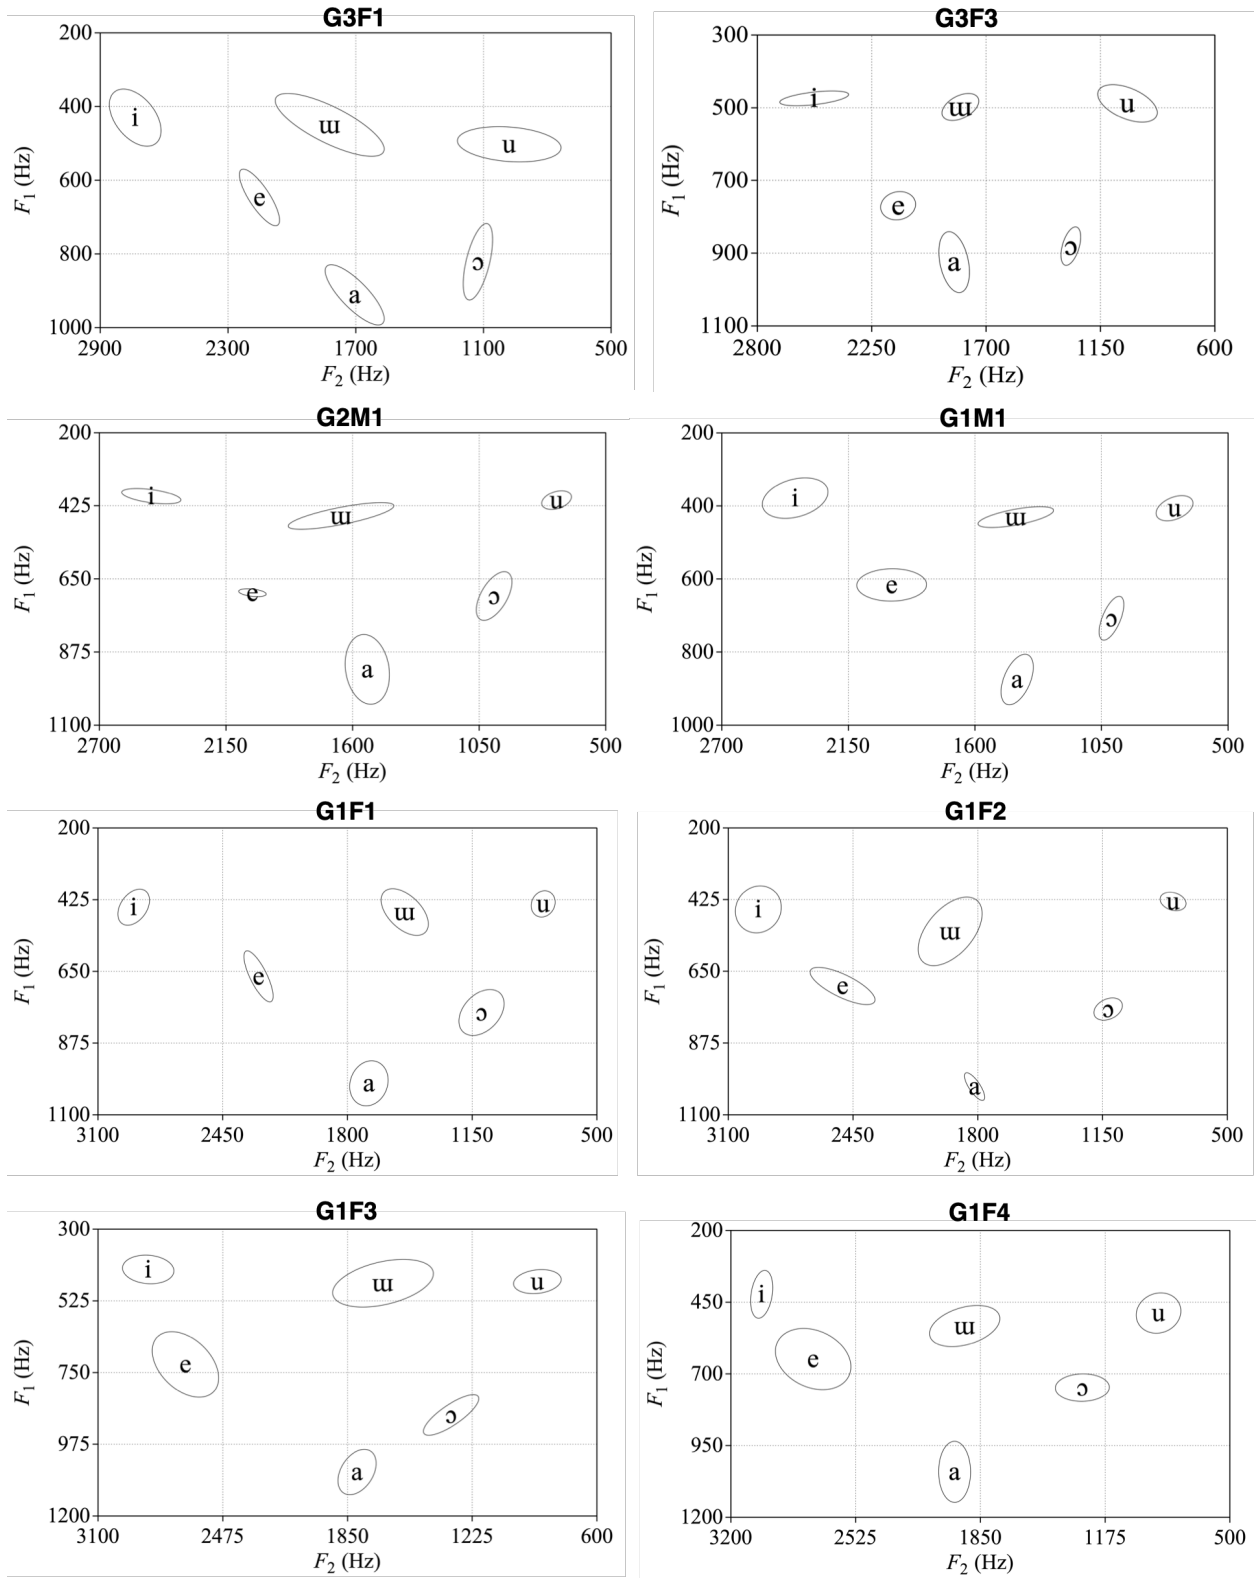 G3F1
200
400
600
800
1000
2900 2300 1700 1100 500
F1 (Hz)
F2 (Hz)
i ɯ u
e
a ɔ
G3F3
300
500
700
900
1100
2800 2250 1700 1150 600
F1 (Hz)
F2 (Hz)
i ɯ u
e
a ɔ
G2M1
200
425
650
875
1100
2700 2150 1600 1050 500
F1 (Hz)
F2 (Hz)
i ɯ u
e ɔ
a
G1M1
200
400
600
800
1000
2700 2150 1600 1050 500
F1 (Hz)
F2 (Hz)
i ɯ u
e ɔ
a
G1F1
200
425
650
875
1100
3100 2450 1800 1150 500
F1 (Hz)
F2 (Hz)
i ɯ u
e ɔ
a
G1F2
200
425
650
875
1100
3100 2450 1800 1150 500
F1 (Hz)
F2 (Hz)
i ɯ u
e ɔ
a
G1F3
300
525
750
975
1200
3100 2475 1850 1225 600
F1 (Hz)
F2 (Hz)
i ɯ u
e ɔ
a
G1F4
200
450
700
950
1200
3200 2525 1850 1175 500
F1 (Hz)
F2 (Hz)
i ɯ u
e ɔ
a